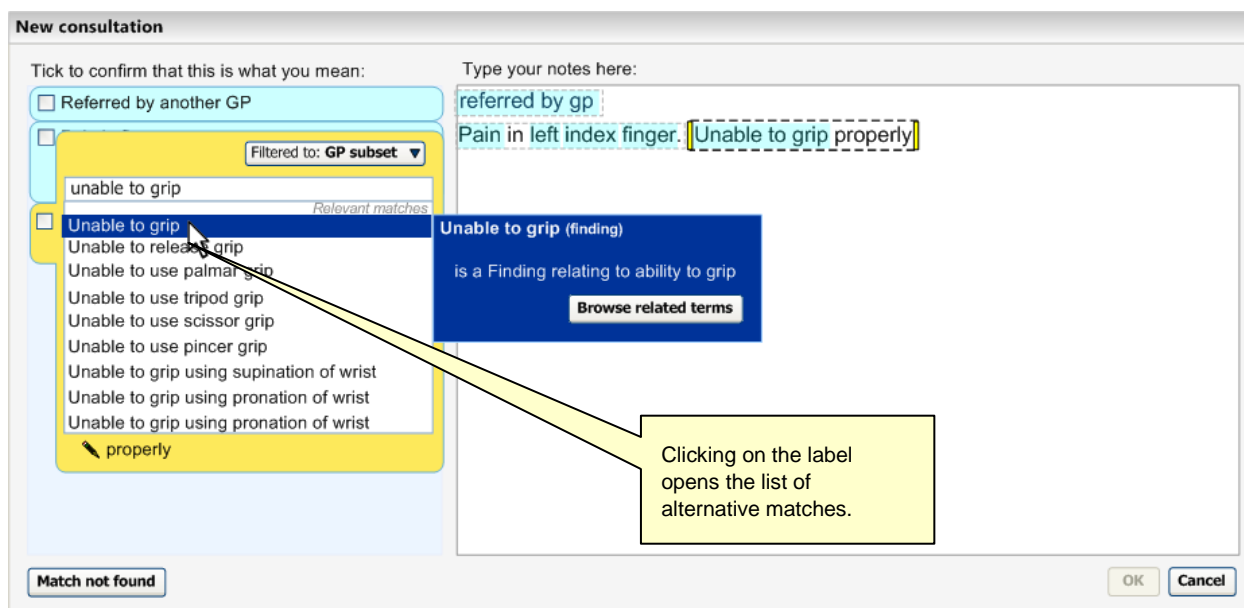 New consultation
Tick to confirm that this is what you mean:
Type your notes here:
Referred by another GP
referred by gp
Pain in left index finger. Unable to grip properly
Filtered to: GP subset
unable to grip
Relevant matches
Unable to grip
Unable to release grip
Unable to use palmar grip
Unable to use tripod grip
Unable to use scissor grip
Unable to use pincer grip
Unable to grip using supination of wrist
Unable to grip using pronation of wrist
Unable to grip using pronation of wrist
properly
Unable to grip (finding)
is a Finding relating to ability to grip
Browse related terms
Clicking on the label
opens the list of
alternative matches.
Match not found
OK
Cancel